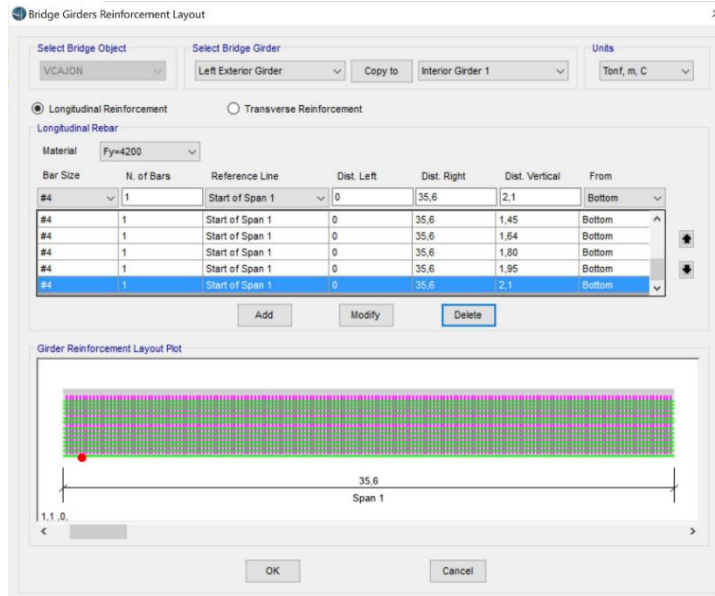 Bridge Girders Reinforcement Layout
Select Bridge Object Select Bridge Girder Units
VCAJON Left Exterior Girder Copy to Interior Girder 1 Tonf, m, C
Longitudinal Reinforcement Transverse Reinforcement
Longitudinal Rebar
Material Fy=4200
Bar Size N. of Bars Reference Line Dist. Left Dist. Right Dist. Vertical From
#4 1 Start of Span 1 0 35,6 2,1 Bottom
#4 1 Start of Span 1 0 35,6 1,45 Bottom
#4 1 Start of Span 1 0 35,6 1,64 Bottom
#4 1 Start of Span 1 0 35,6 1,80 Bottom
#4 1 Start of Span 1 0 35,6 1,95 Bottom
#4 1 Start of Span 1 0 35,6 2,1 Bottom
Add Modify Delete
Girder Reinforcement Layout Plot
35,6
Span 1
1,1 ,0,
OK Cancel